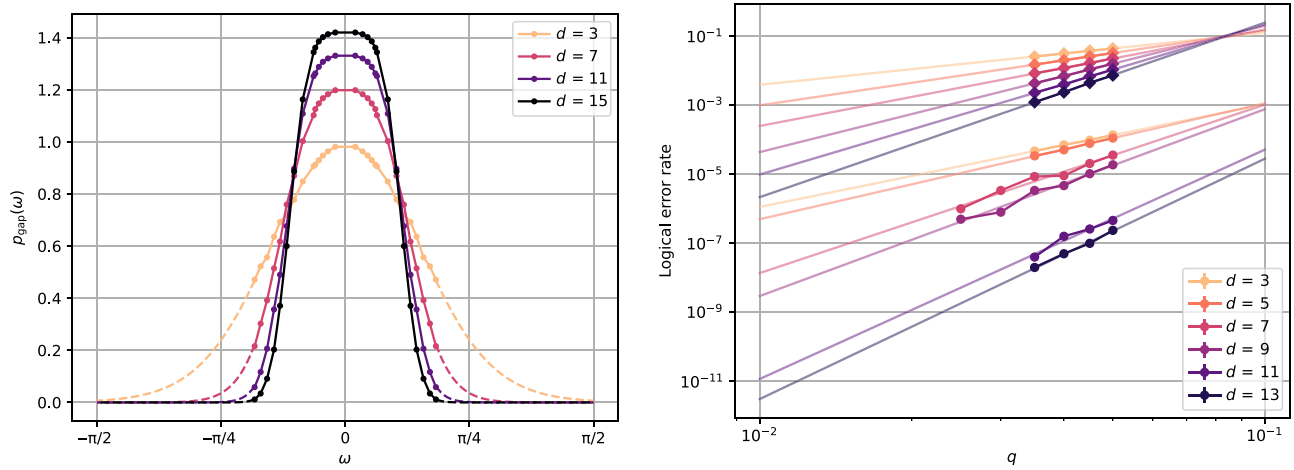 1.4
1.2
1.0
0.8
0.6
0.4
0.2
0.0
p_gap(ω)
−π/2
−π/4
0
π/4
π/2
ω
d = 3
d = 7
d = 11
d = 15
10⁻¹
10⁻³
10⁻⁵
10⁻⁷
10⁻⁹
10⁻¹¹
Logical error rate
10⁻²
10⁻¹
q
d = 3
d = 5
d = 7
d = 9
d = 11
d = 13